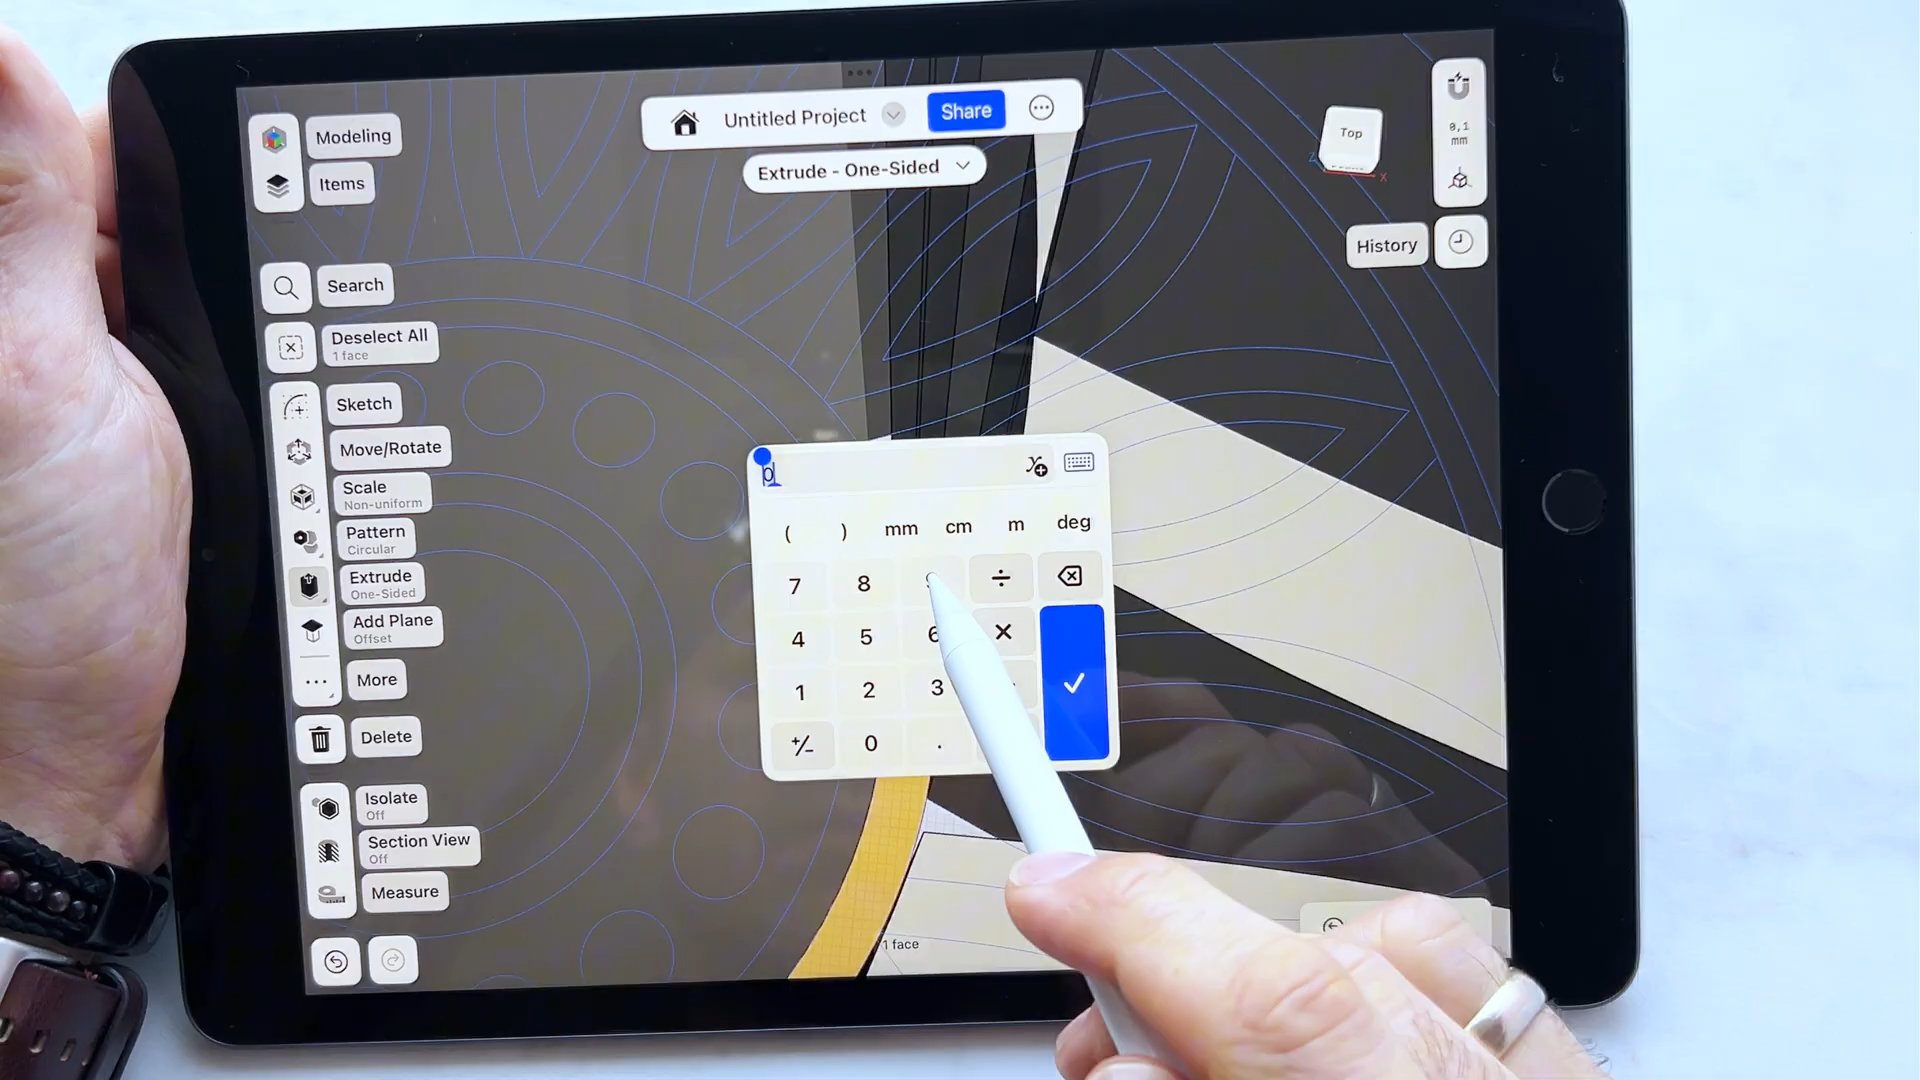 Modeling
Items
Untitled Project
Share
Extrude - One-Sided
Top
X
Z
0,1
mm
History
Search
Deselect All
1 face
Sketch
Move/Rotate
Scale
Non-uniform
Pattern
Circular
Extrude
One-Sided
Add Plane
Offset
More
Delete
Isolate
Off
Section View
Off
Measure
0
( ) mm cm m deg
7 8 9 ÷
4 5 6 ×
1 2 3
+/- 0 .
1 face